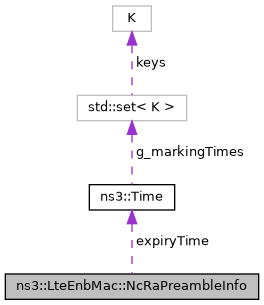 K
keys
std::set< K >
g_markingTimes
ns3::Time
expiryTime
ns3::LteEnbMac::NcRaPreambleInfo